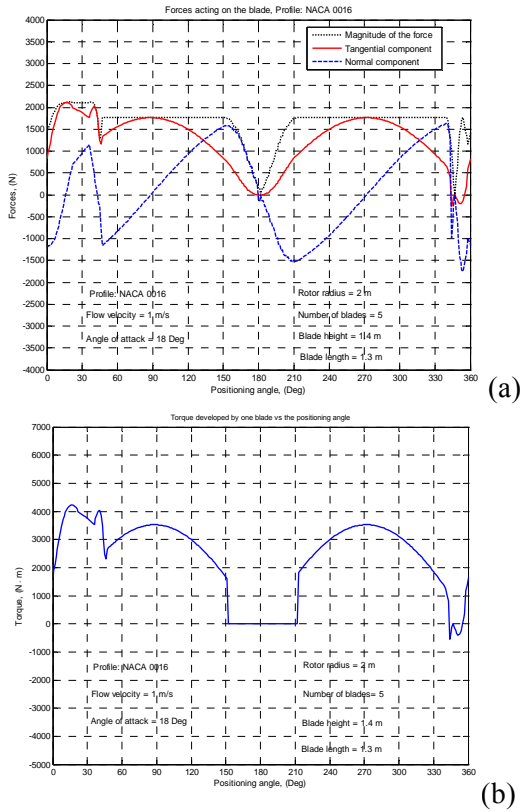 Forces acting on the blade, Profile: NACA 0016
4000
3500
3000
2500
2000
1500
1000
500
0
-500
-1000
-1500
-2000
-2500
-3000
-3500
-4000
Forces, (N)
Magnitude of the force
Tangential component
Normal component
Profile: NACA 0016
Flow velocity = 1 m/s
Angle of attack = 18 Deg
Rotor radius = 2 m
Number of blades = 5
Blade height = 1.4 m
Blade length = 1.3 m
0 30 60 90 120 150 180 210 240 270 300 330 360
Positioning angle, (Deg)
(a)
Torque developed by one blade vs the positioning angle
7000
6000
5000
4000
3000
2000
1000
0
-1000
-2000
-3000
-4000
-5000
Torque, (N · m)
Profile: NACA 0016
Flow velocity = 1 m/s
Angle of attack = 18 Deg
Rotor radius = 2 m
Number of blades= 5
Blade height = 1.4 m
Blade length = 1.3 m
0 30 60 90 120 150 180 210 240 270 300 330 360
Positioning angle, (Deg)
(b)